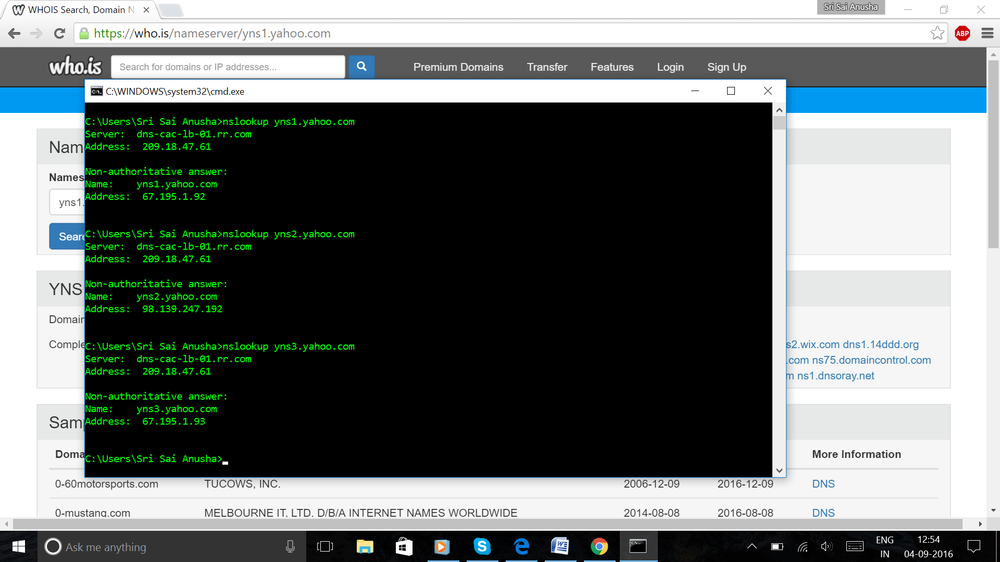 WHOIS Search, Domain N
Sri Sai Anusha
https://who.is/nameserver/yns1.yahoo.com
ABP
who.is
Search for domains or IP addresses...
Premium Domains Transfer Features Login Sign Up
C:\WINDOWS\system32\cmd.exe
C:\Users\Sri Sai Anusha>nslookup yns1.yahoo.com
Server: dns-cac-lb-01.rr.com
Address: 209.18.47.61
Non-authoritative answer:
Name: yns1.yahoo.com
Address: 67.195.1.92
C:\Users\Sri Sai Anusha>nslookup yns2.yahoo.com
Server: dns-cac-lb-01.rr.com
Address: 209.18.47.61
Non-authoritative answer:
Name: yns2.yahoo.com
Address: 98.139.247.192
C:\Users\Sri Sai Anusha>nslookup yns3.yahoo.com
Server: dns-cac-lb-01.rr.com
Address: 209.18.47.61
Non-authoritative answer:
Name: yns3.yahoo.com
Address: 67.195.1.93
C:\Users\Sri Sai Anusha>
Nam
Names
yns1.
Searc
YNS
Domain
Comple
s2.wix.com dns1.14ddd.org
.com ns75.domaincontrol.com
m ns1.dnsoray.net
Samp
Doma
More Information
0-60motorsports.com TUCOWS, INC. 2006-12-09 2016-12-09 DNS
0-mustang.com MELBOURNE IT, LTD. D/B/A INTERNET NAMES WORLDWIDE 2014-08-08 2016-08-08 DNS
Ask me anything
ENG
IN
12:54
04-09-2016